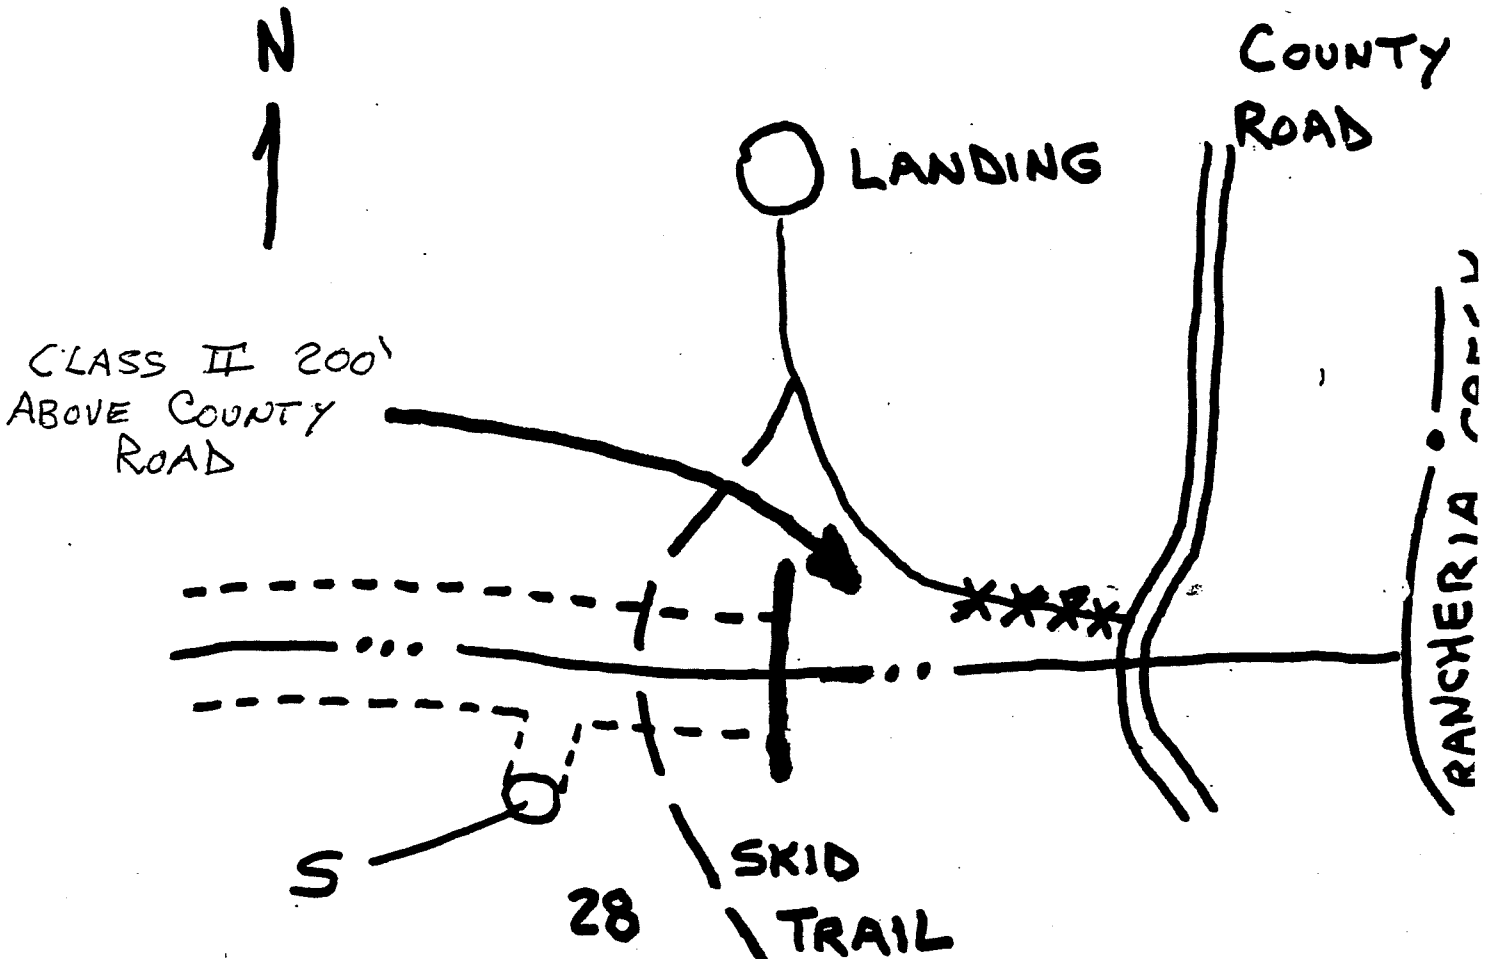 N
COUNTY
ROAD
LANDING
CLASS II 200'
ABOVE COUNTY
ROAD
RANCHERIA
S
28
SKID
TRAIL